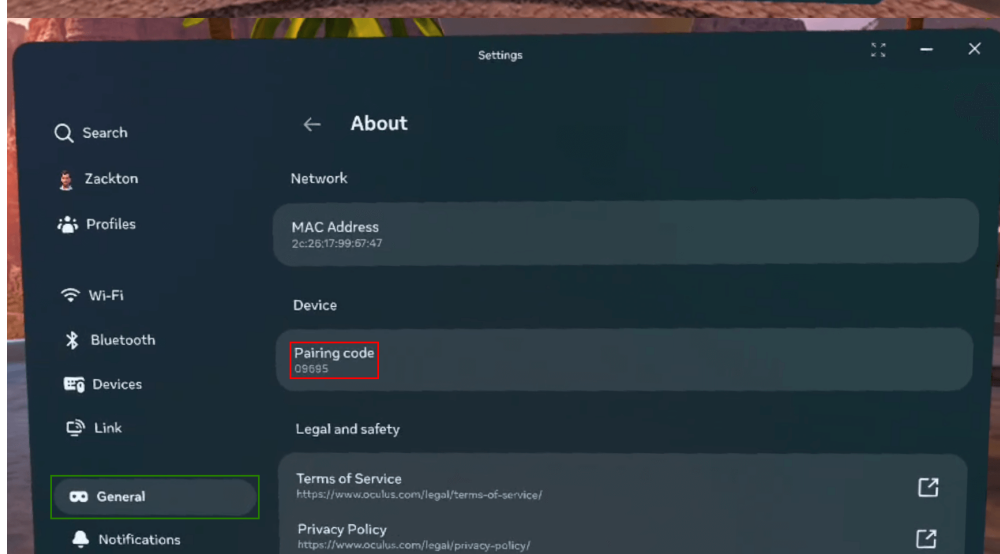 Settings
Search
Zackton
Profiles
Wi-Fi
Bluetooth
Devices
Link
General
Notifications
About
Network
MAC Address
2c:26:17:99:67:47
Device
Pairing code
09695
Legal and safety
Terms of Service
https://www.oculus.com/legal/terms-of-service/
Privacy Policy
https://www.oculus.com/legal/privacy-policy/